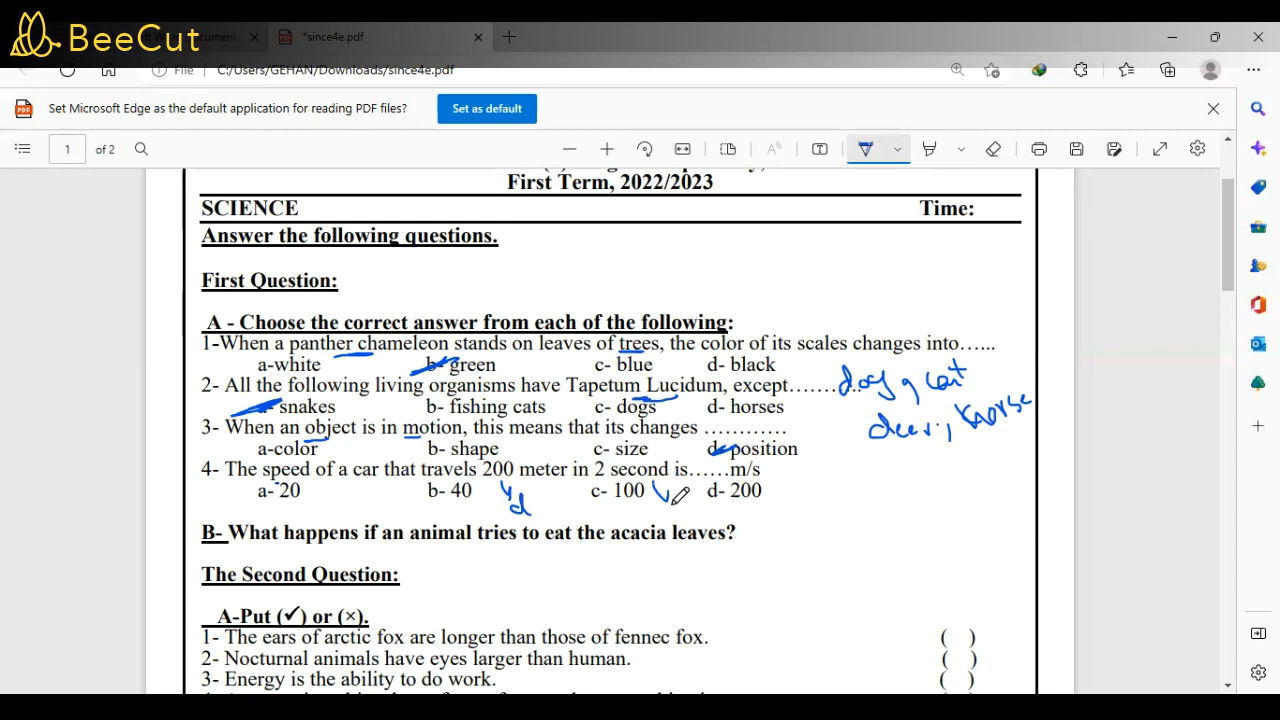 BeeCut
*since4e.pdf
File C:/Users/GEHAN/Downloads/since4e.pdf
Set Microsoft Edge as the default application for reading PDF files? Set as default
1 of 2
First Term, 2022/2023
SCIENCE Time:
Answer the following questions.
First Question:
A - Choose the correct answer from each of the following:
1-When a panther chameleon stands on leaves of trees, the color of its scales changes into…...
a-white b- green c- blue d- black
2- All the following living organisms have Tapetum Lucidum, except……... dog, cat
a- snakes b- fishing cats c- dogs d- horses
deer, horse
3- When an object is in motion, this means that its changes …………
a-color b- shape c- size d- position
4- The speed of a car that travels 200 meter in 2 second is……m/s
a- 20 b- 40 c- 100 d- 200
d
B- What happens if an animal tries to eat the acacia leaves?
The Second Question:
A-Put (✓) or (×).
1- The ears of arctic fox are longer than those of fennec fox. ( )
2- Nocturnal animals have eyes larger than human. ( )
3- Energy is the ability to do work. ( )